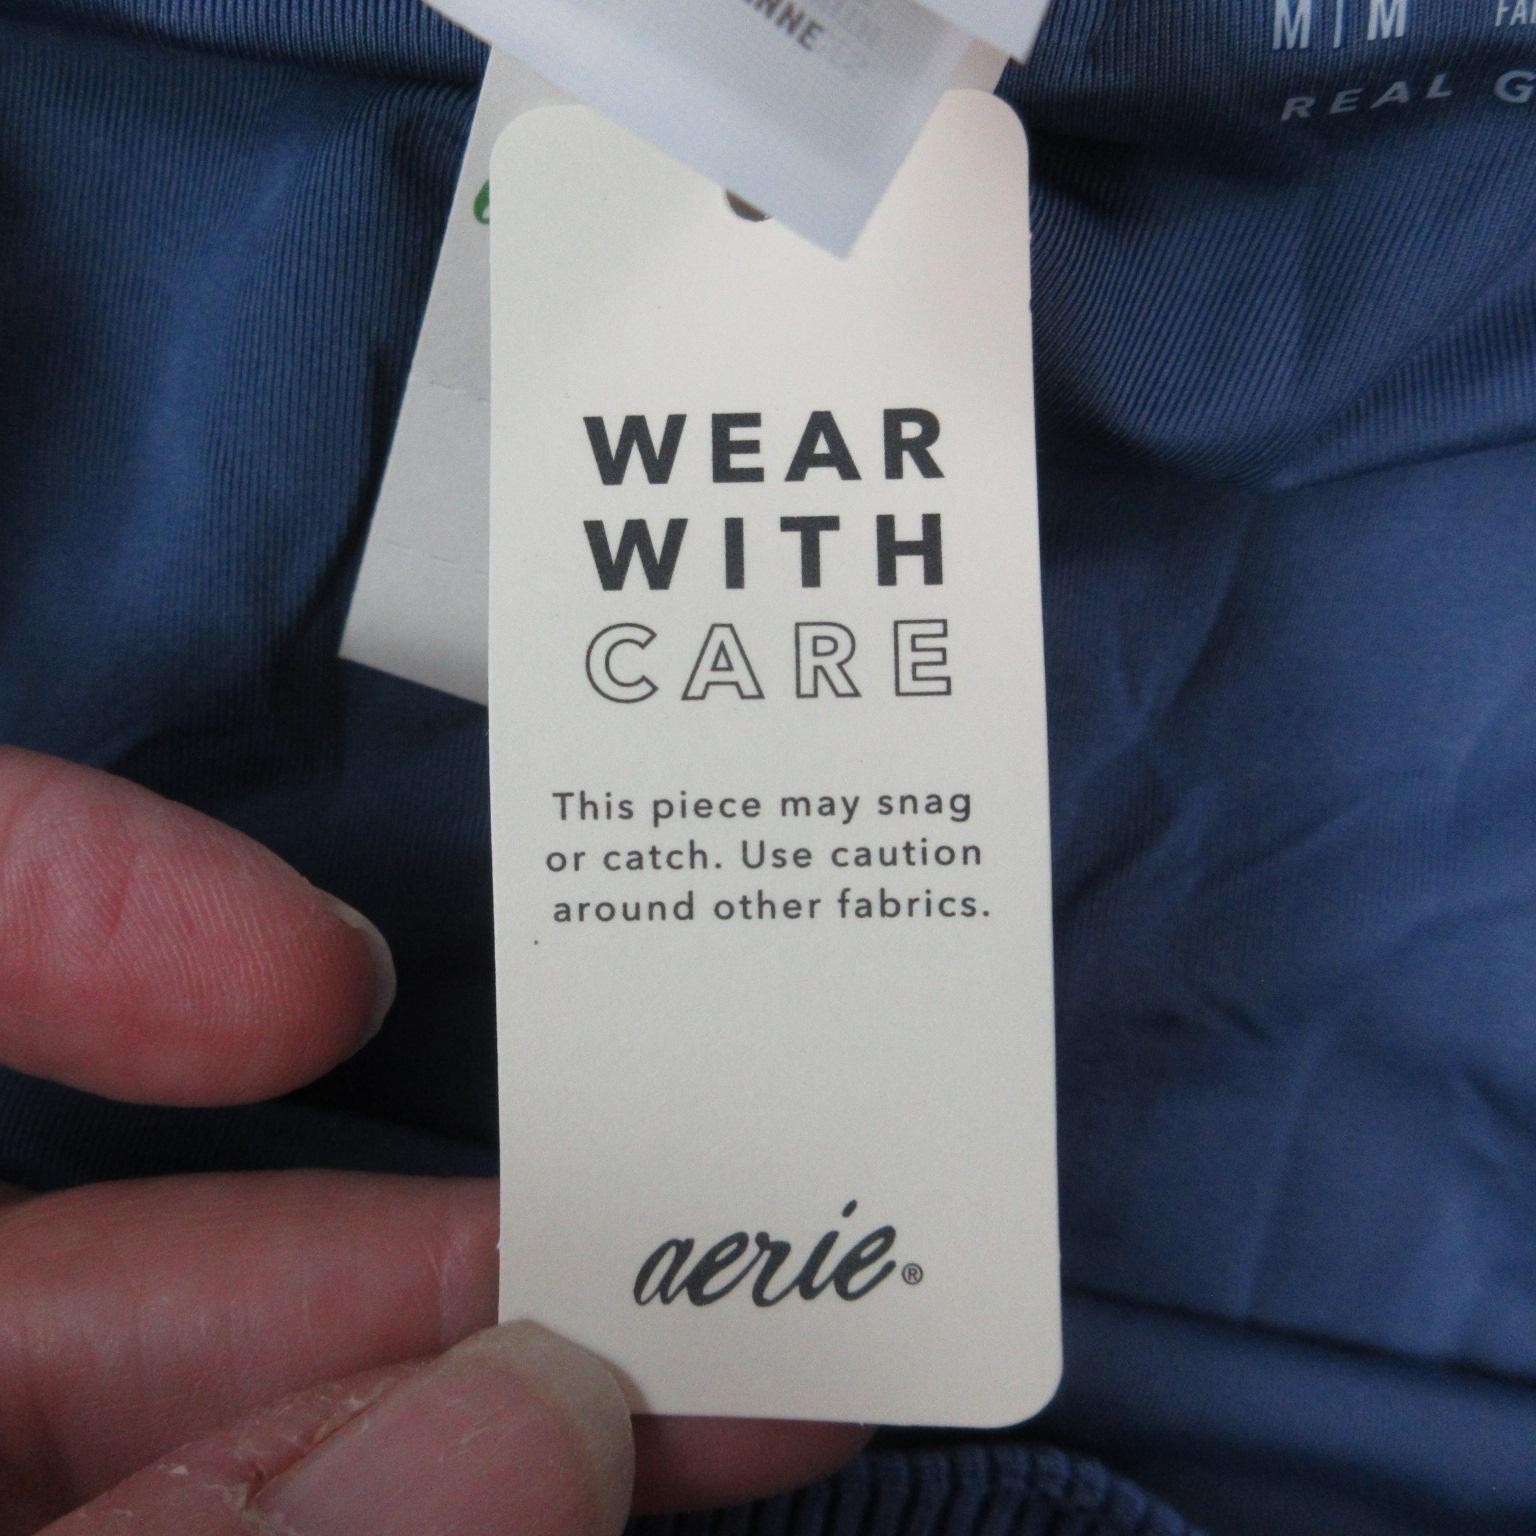 M | M
REAL G
WEAR
WITH
CARE
This piece may snag
or catch. Use caution
around other fabrics.
aerie®